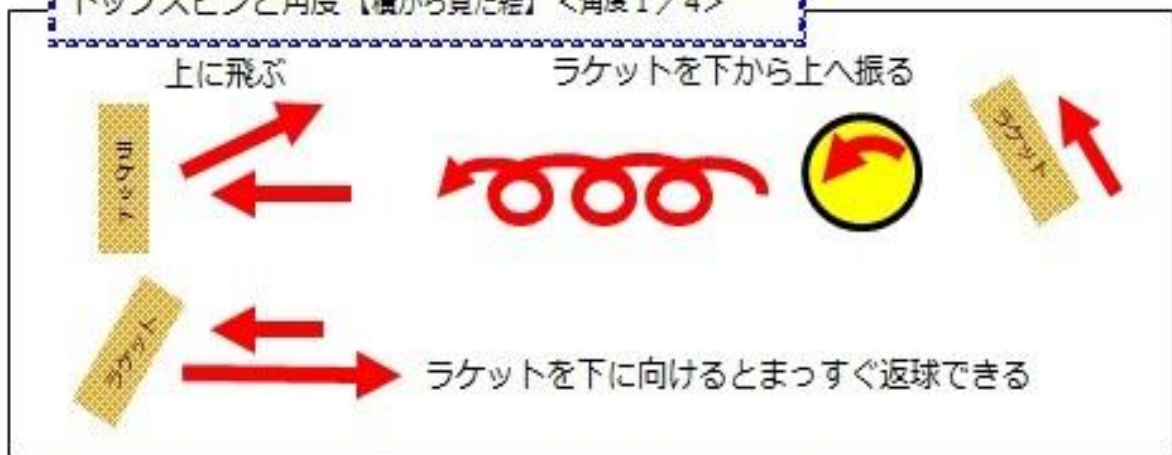 トップスピンと角度【横から見た絵】<角度1/4>
上に飛ぶ
ラケットを下から上へ振る
ラケット
ラケット
ラケット
ラケットを下に向けるとまっすぐ返球できる